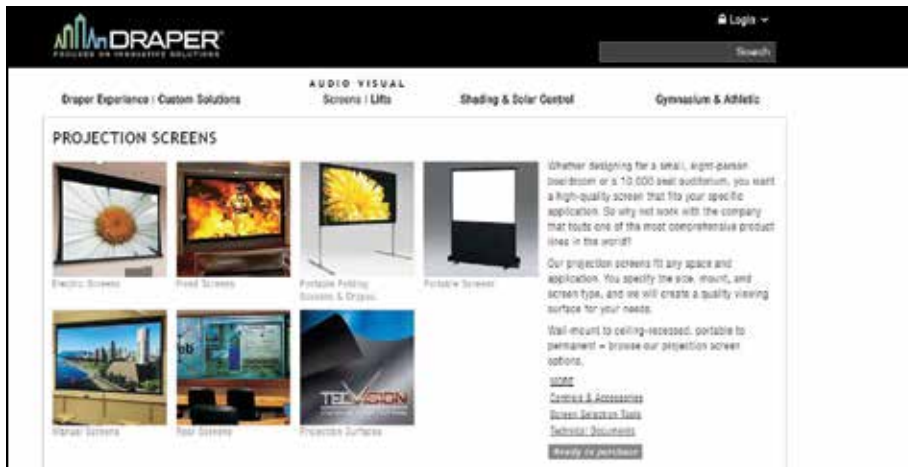 DRAPER
FOCUSED ON INNOVATIVE SOLUTIONS
Login
Search
Draper Experience | Custom Solutions
AUDIO VISUAL
Screens | Lifts
Shading & Solar Control
Gymnasium & Athletic
PROJECTION SCREENS
Electric Screens
Fixed Screens
Portable Folding
Screens & Drapes
Portable Screens
Whether designing for a small, eight-person
boardroom or a 10,000 seat auditorium, you want
a high-quality screen that fits your specific
application. So why not work with the company
that touts one of the most comprehensive product
lines in the world?
Our projection screens fit any space and
application. You specify the size, mount, and
screen type, and we will create a quality viewing
surface for your needs.
Wall-mount to ceiling-recessed, portable to
permanent – browse our projection screen
options.
MORE
Controls & Accessories
Screen Selection Tools
Technical Documents
Ready to purchase
Manual Screens
Rear Screens
TECVISION
Projection Surfaces